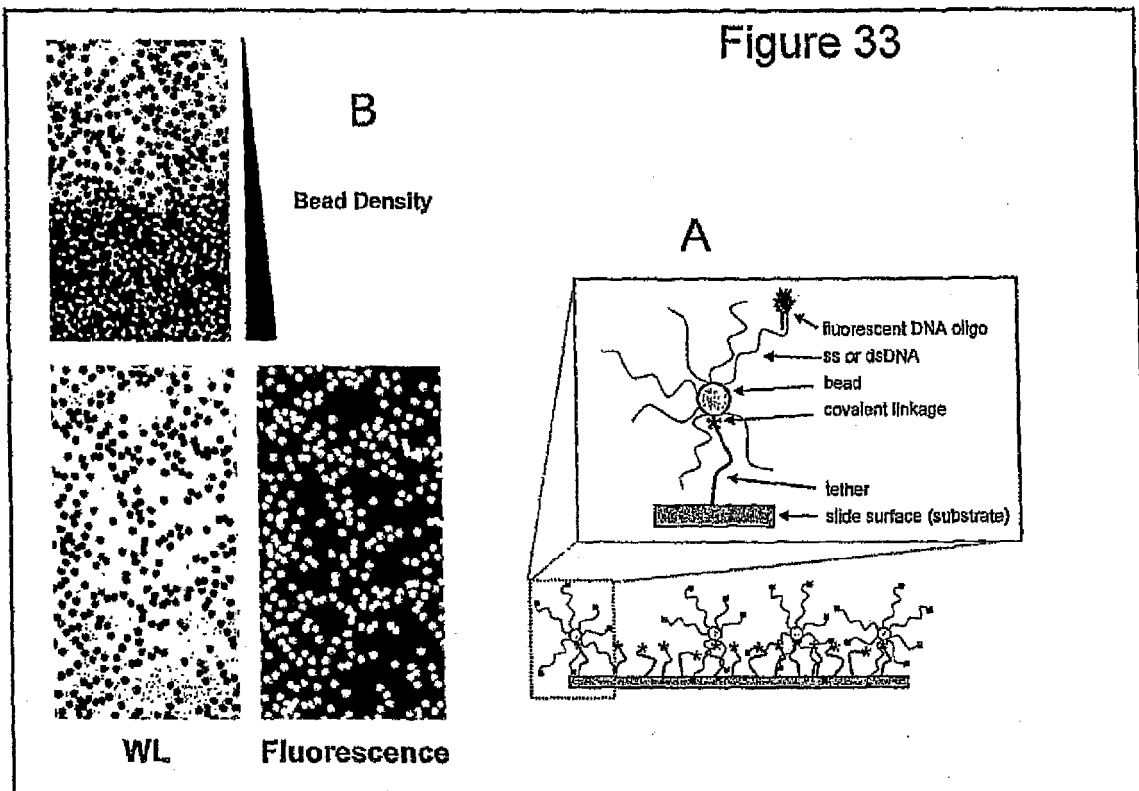 Figure 33
B
Bead Density
A
fluorescent DNA oligo
ss or dsDNA
bead
covalent linkage
tether
slide surface (substrate)
WL
Fluorescence